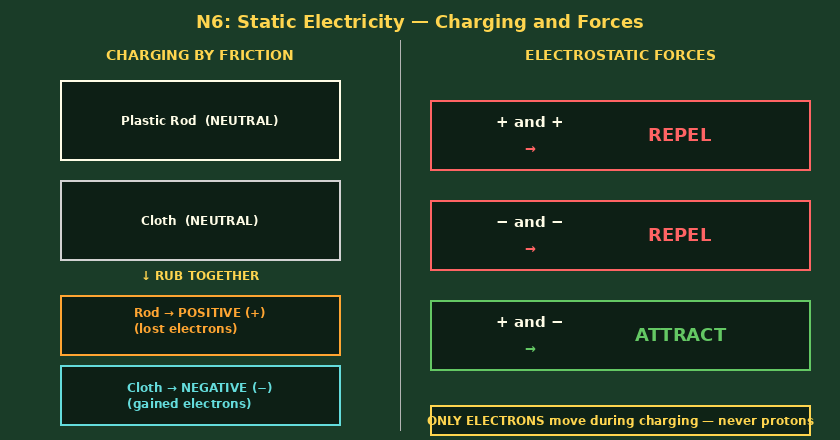 N6: Static Electricity — Charging and Forces
CHARGING BY FRICTION
Plastic Rod  (NEUTRAL)
Cloth  (NEUTRAL)
↓ RUB TOGETHER
Rod → POSITIVE (+)
(lost electrons)
Cloth → NEGATIVE (−)
(gained electrons)
ELECTROSTATIC FORCES
+ and +
→
REPEL
− and −
→
REPEL
+ and −
→
ATTRACT
ONLY ELECTRONS move during charging — never protons